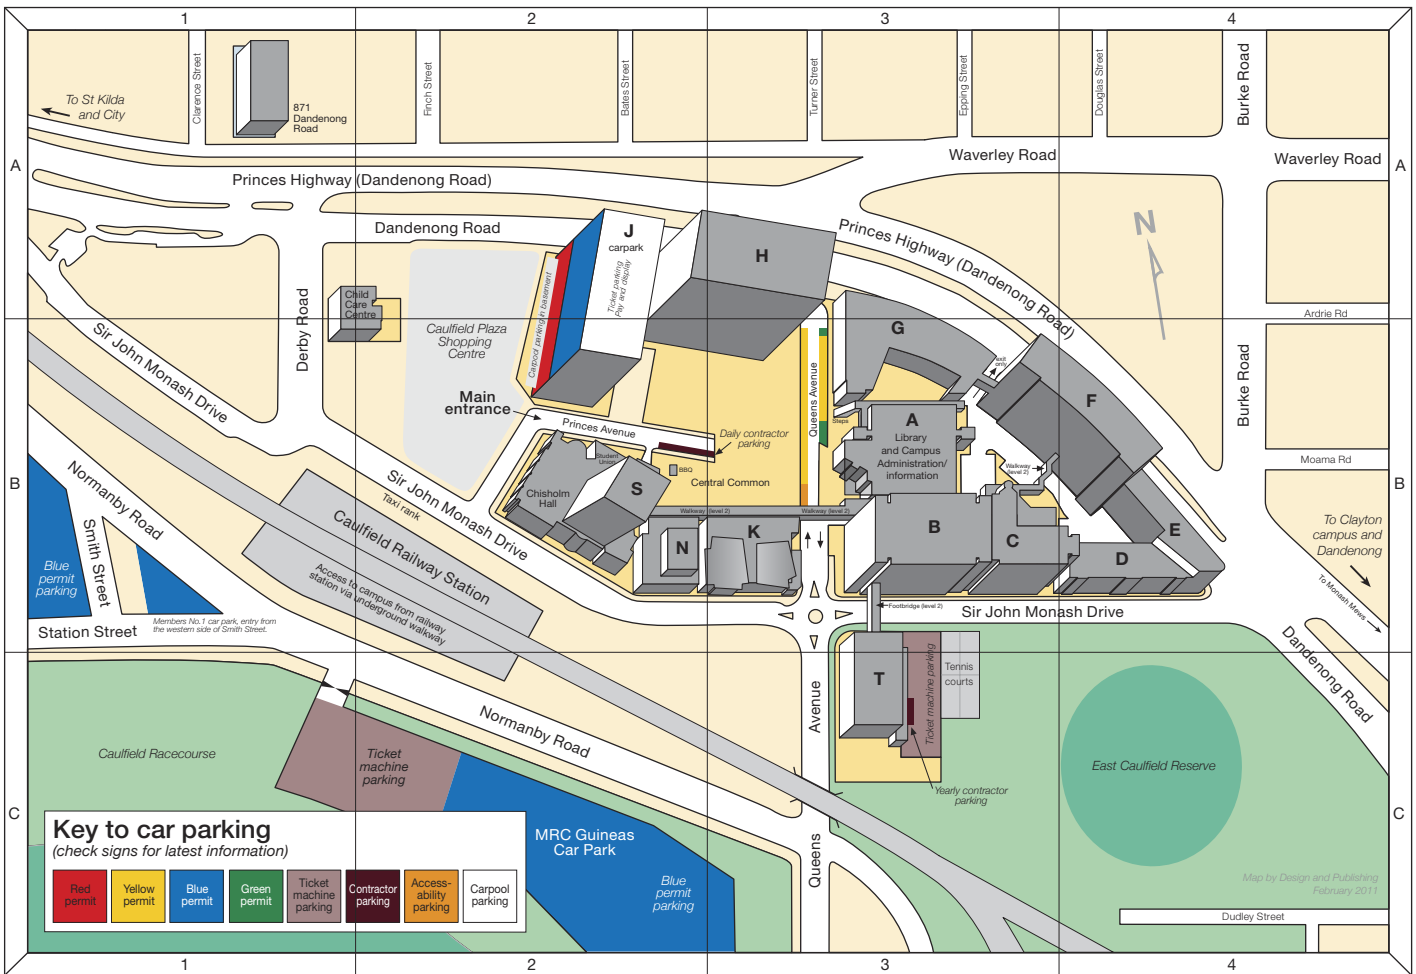 1
2
3
4
A
A
B
B
C
C
1
2
3
4
Clarence Street
Finch Street
Bates Street
Turner Street
Epping Street
Douglas Street
Burke Road
To St Kilda
and City
871
Dandenong
Road
Waverley Road
Waverley Road
Princes Highway (Dandenong Road)
Dandenong Road
J
carpark
Ticket parking
Pay and display
H
Princes Highway (Dandenong Road)
N
Child
Care
Centre
Derby Road
Caulfield Plaza
Shopping
Centre
Carpool parking in basement
G
Ardrie Rd
Sir John Monash Drive
exit
only
F
Burke Road
Main
entrance
Princes Avenue
Queens Avenue
Steps
A
Library
and Campus
Administration/
information
Daily contractor
parking
Student
Union
BBQ
Central Common
Walkway
(level 2)
Moama Rd
Normanby Road
Sir John Monash Drive
Taxi rank
Chisholm
Hall
S
Walkway (level 2)
Walkway (level 2)
N
K
B
C
D
E
To Clayton
campus and
Dandenong
To Monash Mews
Smith Street
Blue
permit
parking
Caulfield Railway Station
Access to campus from railway
station via underground walkway
Members No.1 car park, entry from
the western side of Smith Street.
Station Street
Footbridge (level 2)
Sir John Monash Drive
Dandenong Road
T
Ticket machine parking
Tennis
courts
Avenue
Normanby Road
Caulfield Racecourse
Ticket
machine
parking
East Caulfield Reserve
Yearly contractor
parking
MRC Guineas
Car Park
Blue
permit
parking
Queens
Key to car parking
(check signs for latest information)
Red
permit
Yellow
permit
Blue
permit
Green
permit
Ticket
machine
parking
Contractor
parking
Access-
ability
parking
Carpool
parking
Map by Design and Publishing
February 2011
Dudley Street